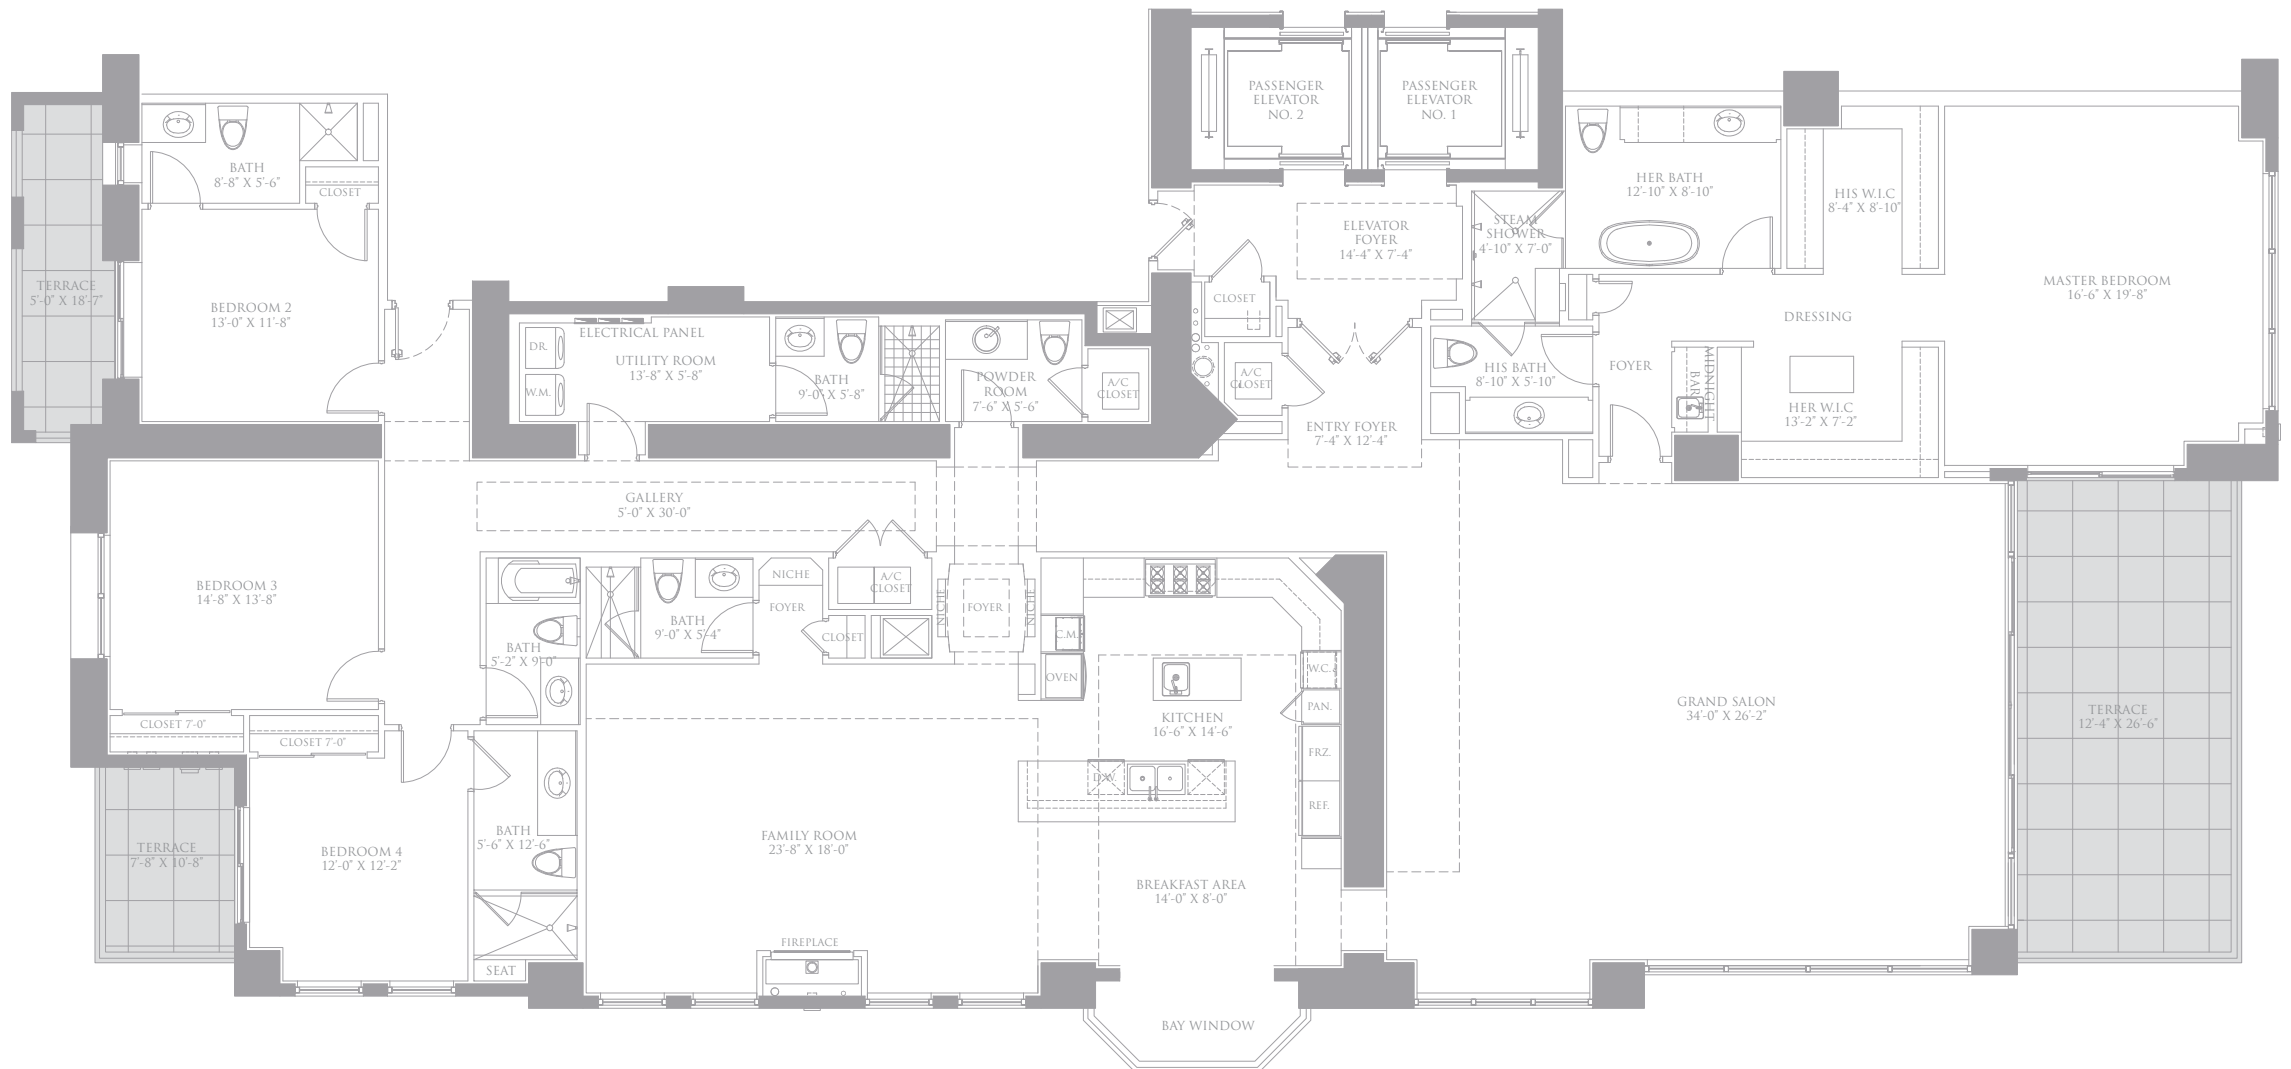 PASSENGER
ELEVATOR
NO. 2
PASSENGER
ELEVATOR
NO. 1
BATH
8'-8" X 5'-6"
CLOSET
HER BATH
12'-10" X 8'-10"
HIS W.I.C
8'-4" X 8'-10"
STEAM
SHOWER
4'-10" X 7'-0"
ELEVATOR
FOYER
14'-4" X 7'-4"
MASTER BEDROOM
16'-6" X 19'-8"
TERRACE
5'-0" X 18'-7"
BEDROOM 2
13'-0" X 11'-8"
CLOSET
DRESSING
ELECTRICAL PANEL
DR.
UTILITY ROOM
13'-8" X 5'-8"
W.M.
BATH
9'-0" X 5'-8"
POWDER
ROOM
7'-6" X 5'-6"
A/C
CLOSET
A/C
CLOSET
HIS BATH
8'-10" X 5'-10"
FOYER
MIDNIGHT
BAR
HER W.I.C
13'-2" X 7'-2"
ENTRY FOYER
7'-4" X 12'-4"
GALLERY
5'-0" X 30'-0"
BEDROOM 3
14'-8" X 13'-8"
NICHE
A/C
CLOSET
FOYER
NICHE
FOYER
NICHE
BATH
9'-0" X 5'-4"
CLOSET
C.M.
BATH
5'-2" X 9'-0"
OVEN
W.C.
PAN.
GRAND SALON
34'-0" X 26'-2"
TERRACE
12'-4" X 26'-6"
CLOSET 7'-0"
CLOSET 7'-0"
KITCHEN
16'-6" X 14'-6"
FRZ.
D.W.
REF.
BATH
5'-6" X 12'-6"
FAMILY ROOM
23'-8" X 18'-0"
TERRACE
7'-8" X 10'-8"
BEDROOM 4
12'-0" X 12'-2"
BREAKFAST AREA
14'-0" X 8'-0"
FIREPLACE
SEAT
BAY WINDOW